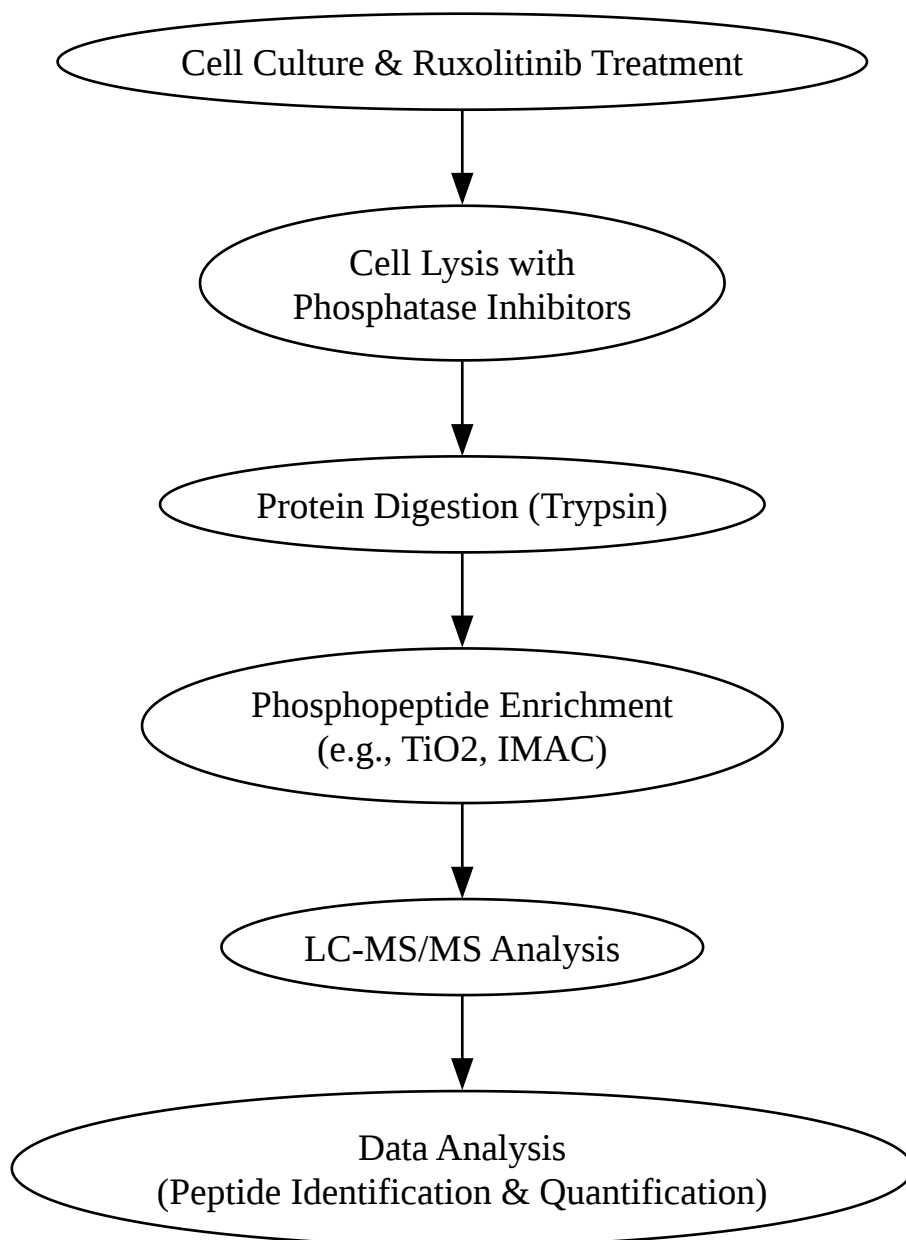 Cell Culture & Ruxolitinib Treatment
Cell Lysis with
Phosphatase Inhibitors
Protein Digestion (Trypsin)
Phosphopeptide Enrichment
(e.g., TiO2, IMAC)
LC-MS/MS Analysis
Data Analysis
(Peptide Identification & Quantification)